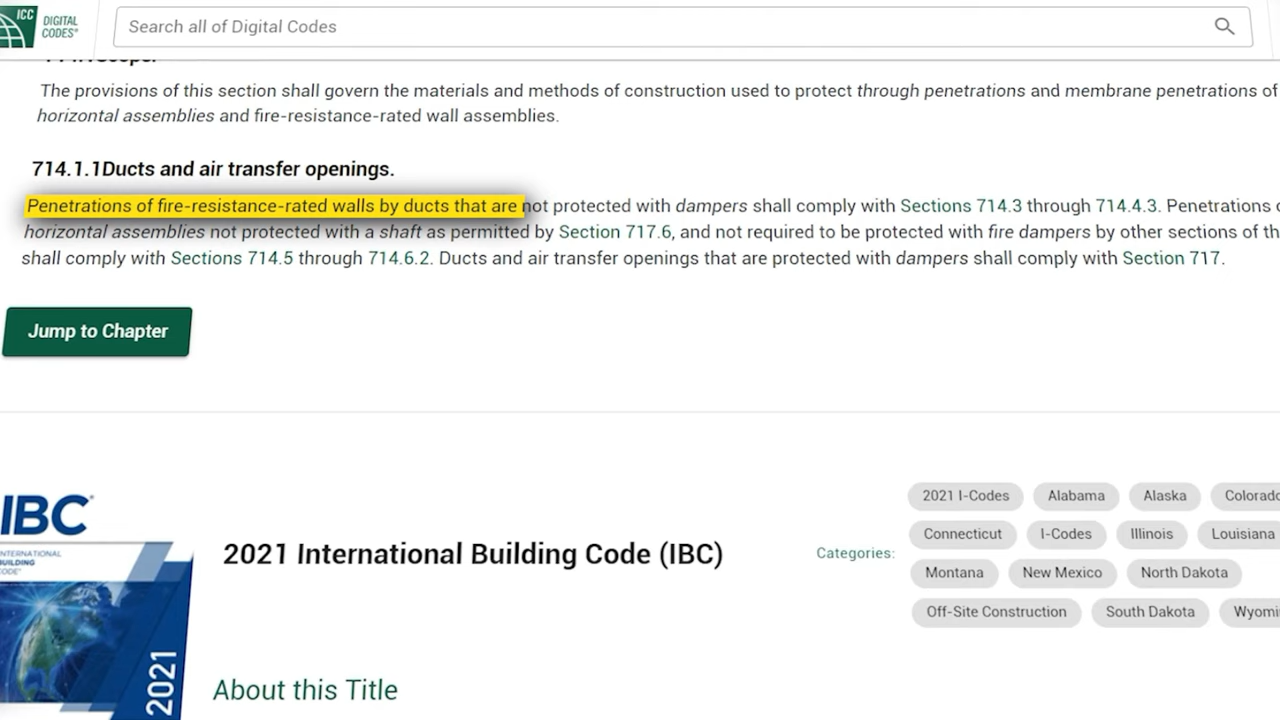 ICC
DIGITAL
CODES®
Search all of Digital Codes
The provisions of this section shall govern the materials and methods of construction used to protect through penetrations and membrane penetrations of
horizontal assemblies and fire-resistance-rated wall assemblies.
714.1.1Ducts and air transfer openings.
Penetrations of fire-resistance-rated walls by ducts that are not protected with dampers shall comply with Sections 714.3 through 714.4.3. Penetrations
horizontal assemblies not protected with a shaft as permitted by Section 717.6, and not required to be protected with fire dampers by other sections of
shall comply with Sections 714.5 through 714.6.2. Ducts and air transfer openings that are protected with dampers shall comply with Section 717.
Jump to Chapter
IBC®
INTERNATIONAL
BUILDING
CODE®
2021
2021 International Building Code (IBC)
Categories:
2021 I-Codes Alabama Alaska
Connecticut I-Codes Illinois Louisiana
Montana New Mexico North Dakota
Off-Site Construction South Dakota
About this Title